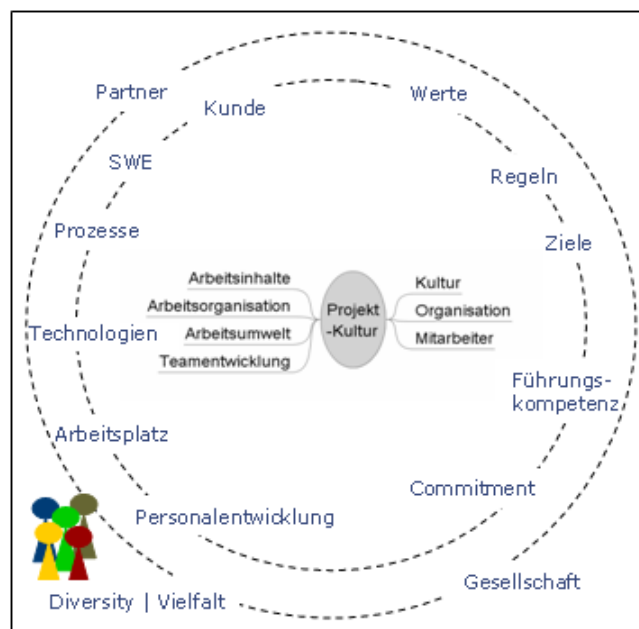 Partner
Kunde
Werte
SWE
Regeln
Prozesse
Ziele
Arbeitsinhalte
Arbeitsorganisation
Arbeitsumwelt
Teamentwicklung
Projekt
-Kultur
Kultur
Organisation
Mitarbeiter
Technologien
Führungs-
kompetenz
Arbeitsplatz
Commitment
Personalentwicklung
Gesellschaft
Diversity | Vielfalt